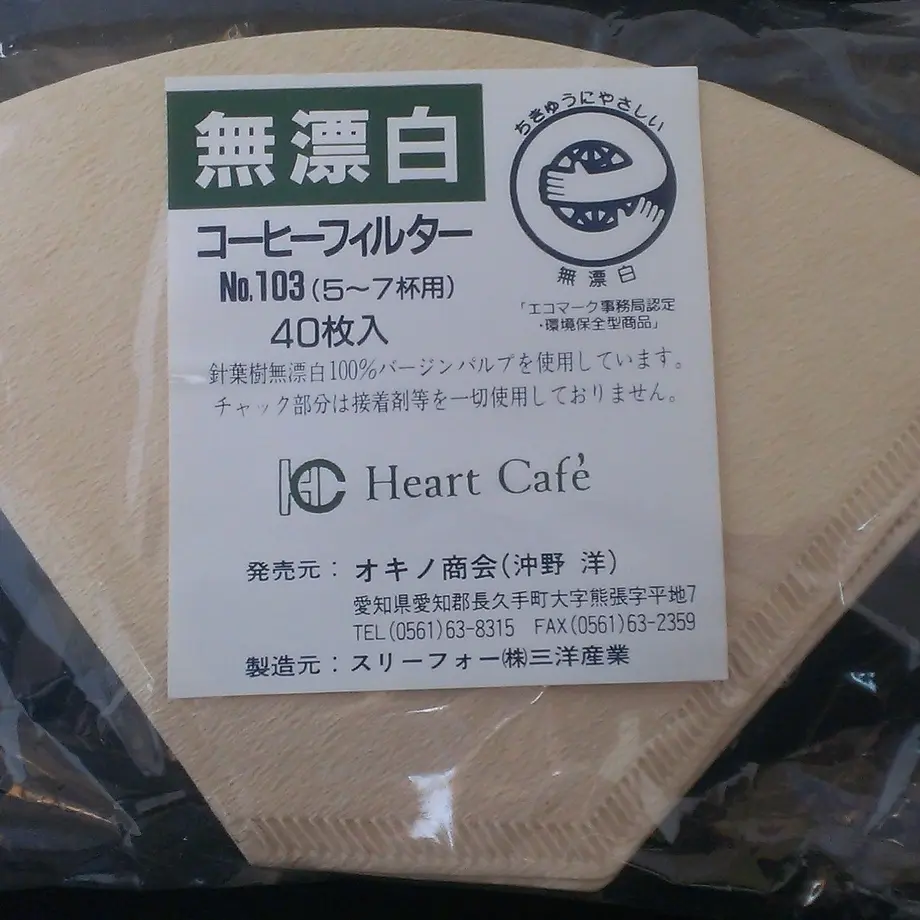 無漂白
コーヒーフィルター
No.103(5〜7杯用)
40枚入
ちきゅうにやさしい
無漂白
「エコマーク事務局認定
・環境保全型商品」
針葉樹無漂白100%バージンパルプを使用しています。
チャック部分は接着剤等を一切使用しておりません。
HC Heart Café
発売元:オキノ商会(沖野 洋)
愛知県愛知郡長久手町大字熊張字平地7
TEL(0561)63-8315 FAX(0561)63-2359
製造元:スリーフォー㈱三洋産業